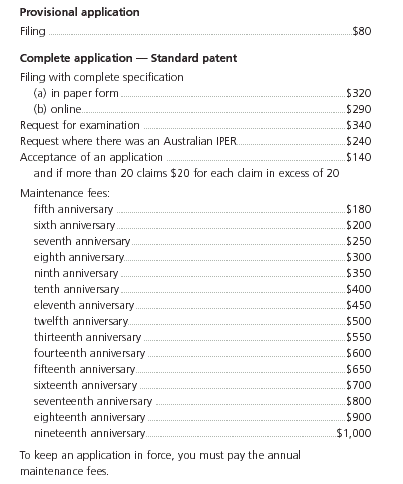 Provisional application
Filing $80
Complete application — Standard patent
Filing with complete specification
(a) in paper form $320
(b) online $290
Request for examination $340
Request where there was an Australian IPER $240
Acceptance of an application $140
and if more than 20 claims $20 for each claim in excess of 20
Maintenance fees:
fifth anniversary $180
sixth anniversary $200
seventh anniversary $250
eighth anniversary $300
ninth anniversary $350
tenth anniversary $400
eleventh anniversary $450
twelfth anniversary $500
thirteenth anniversary $550
fourteenth anniversary $600
fifteenth anniversary $650
sixteenth anniversary $700
seventeenth anniversary $800
eighteenth anniversary $900
nineteenth anniversary $1,000
To keep an application in force, you must pay the annual
maintenance fees.